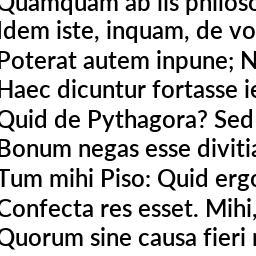 Quamquam ab iis philoso
Idem iste, inquam, de vo
Poterat autem inpune; N
Haec dicuntur fortasse ie
Quid de Pythagora? Sed
Bonum negas esse divitia
Tum mihi Piso: Quid ergo
Confecta res esset. Mihi,
Quorum sine causa fieri r